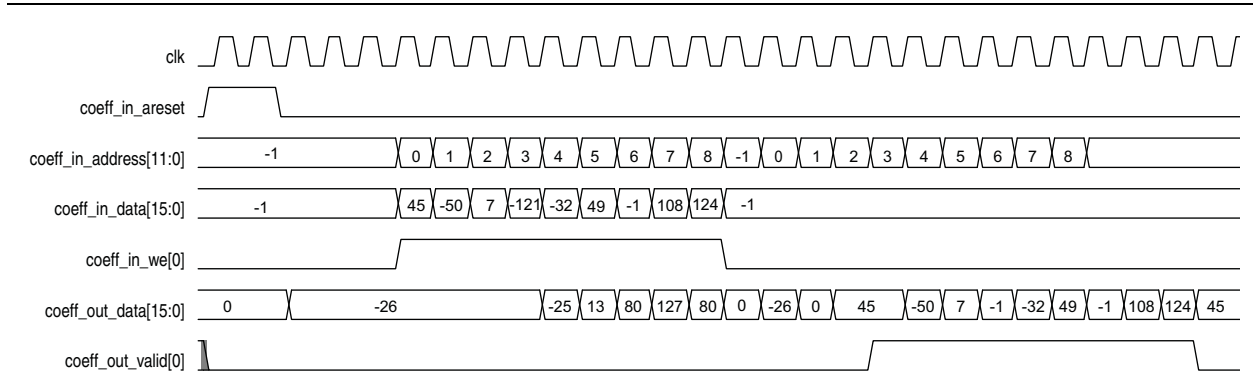 clk
coeff_in_areset
coeff_in_address[11:0] -1 0 1 2 3 4 5 6 7 8 -1 0 1 2 3 4 5 6 7 8
coeff_in_data[15:0] -1 45 -50 7 -121 -32 49 -1 108 124 -1
coeff_in_we[0]
coeff_out_data[15:0] 0 -26 -25 13 80 127 80 0 -26 0 45 -50 7 -1 -32 49 -1 108 124 45
coeff_out_valid[0]